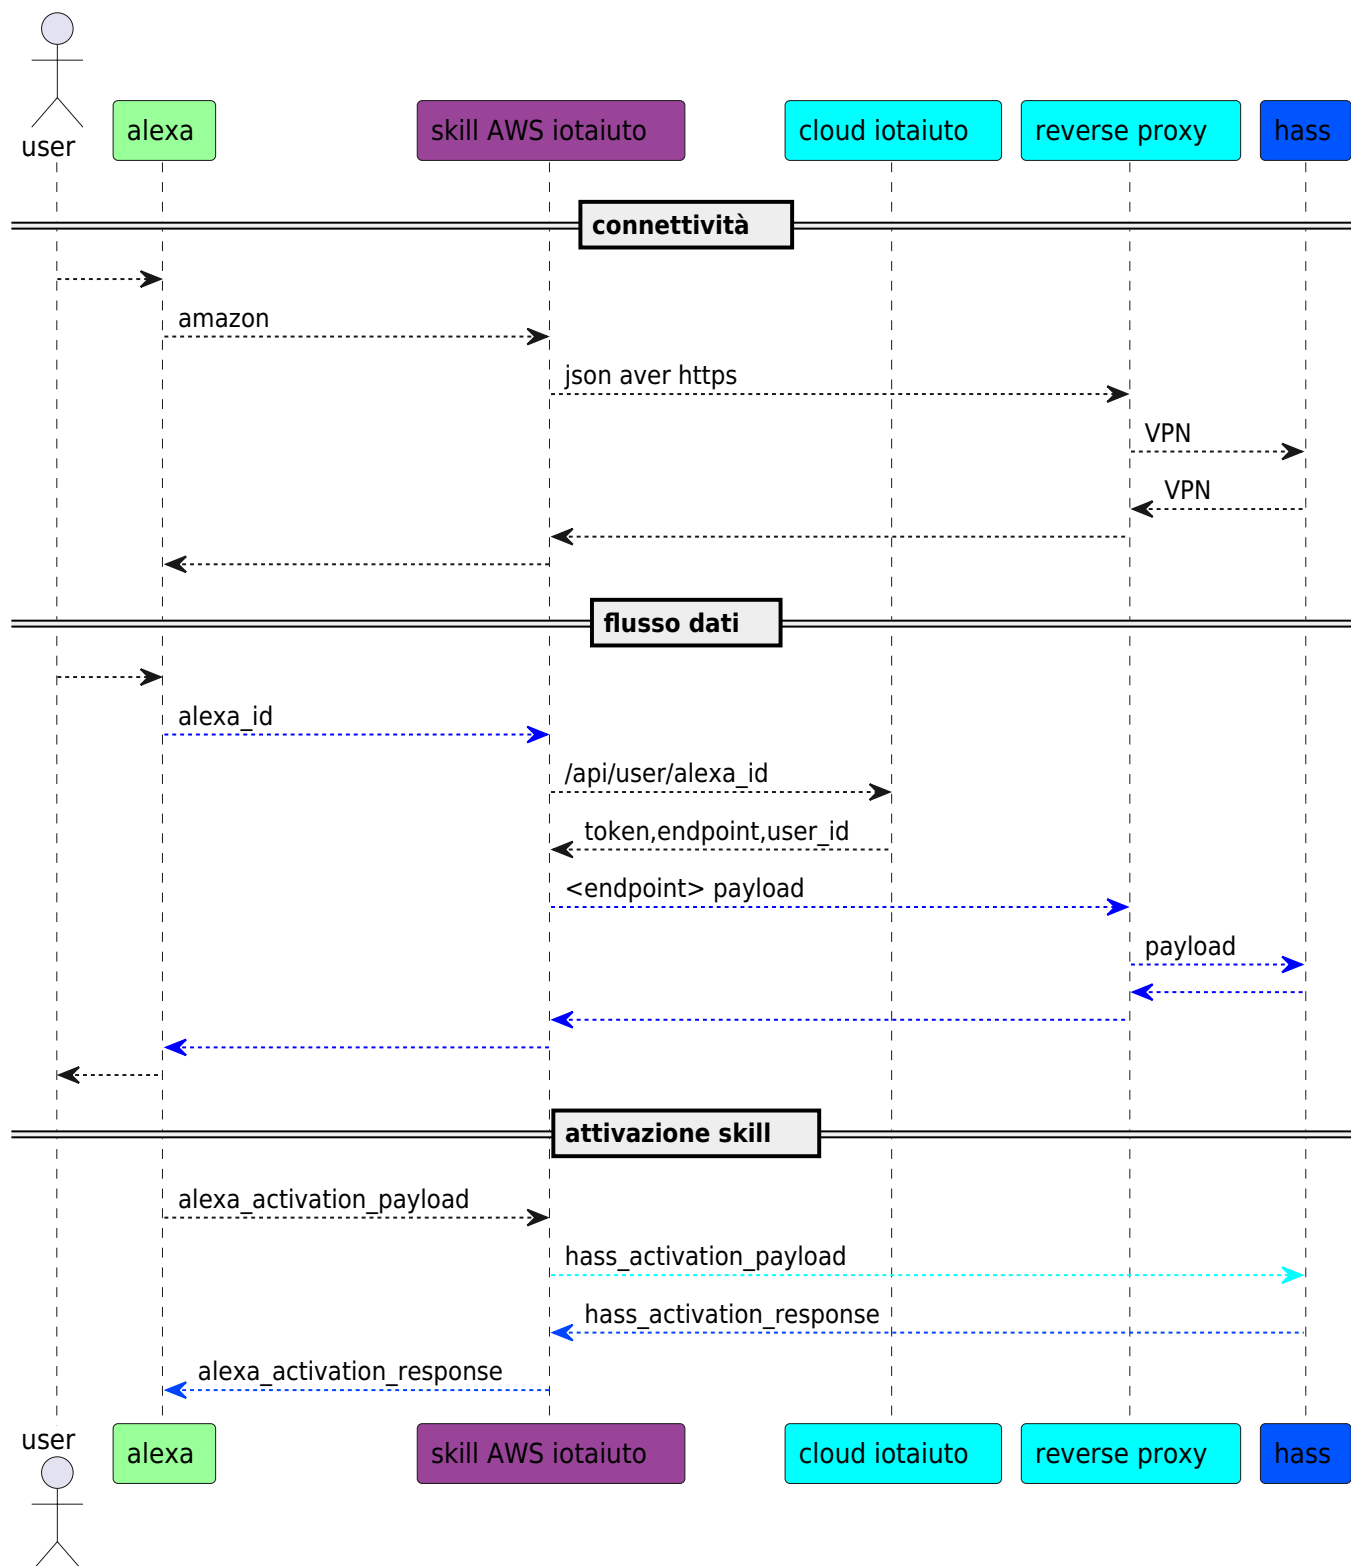 user
alexa
skill AWS iotaiuto
cloud iotaiuto
reverse proxy
hass
connettività
amazon
json aver https
VPN
VPN
flusso dati
alexa_id
/api/user/alexa_id
token,endpoint,user_id
<endpoint> payload
payload
attivazione skill
alexa_activation_payload
hass_activation_payload
hass_activation_response
alexa_activation_response
user
alexa
skill AWS iotaiuto
cloud iotaiuto
reverse proxy
hass